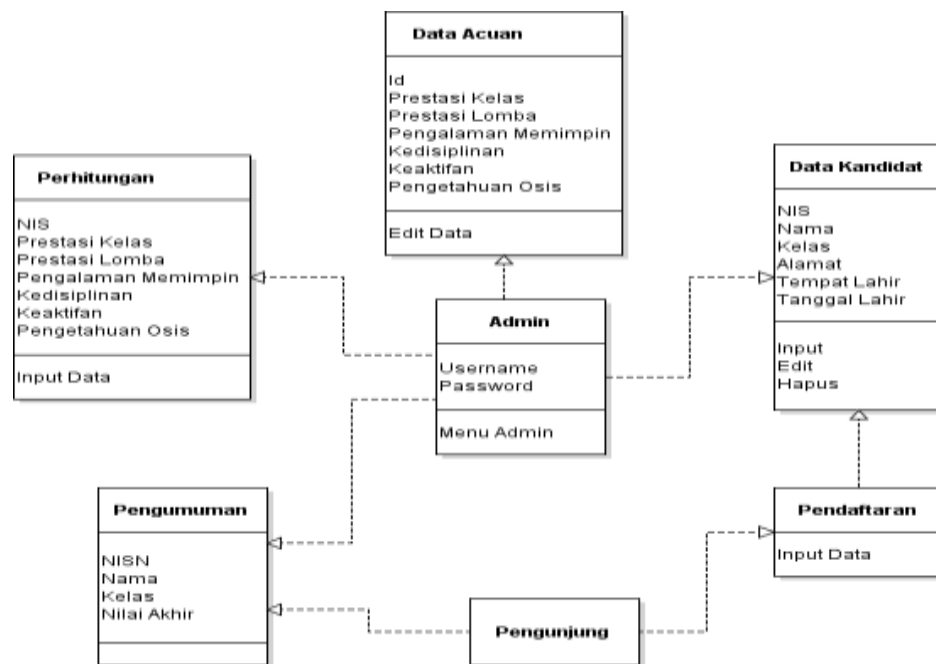 Data Acuan
Id
Prestasi Kelas
Prestasi Lomba
Pengalaman Memimpin
Kedisiplinan
Keaktifan
Pengetahuan Osis
Edit Data
Perhitungan
NIS
Prestasi Kelas
Prestasi Lomba
Pengalaman Memimpin
Kedisiplinan
Keaktifan
Pengetahuan Osis
Input Data
Data Kandidat
NIS
Nama
Kelas
Alamat
Tempat Lahir
Tanggal Lahir
Input
Edit
Hapus
Admin
Username
Password
Menu Admin
Pengumuman
NISN
Nama
Kelas
Nilai Akhir
Pendaftaran
Input Data
Pengunjung